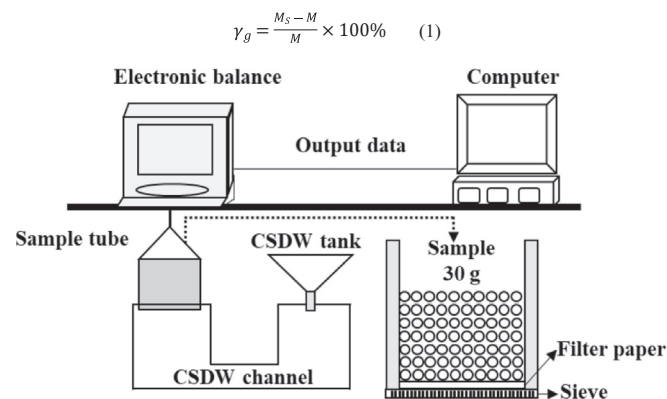 γg = (MS − M)/M × 100% (1)
Electronic balance
Computer
Output data
Sample tube
CSDW tank
Sample
30 g
Filter paper
CSDW channel
Sieve